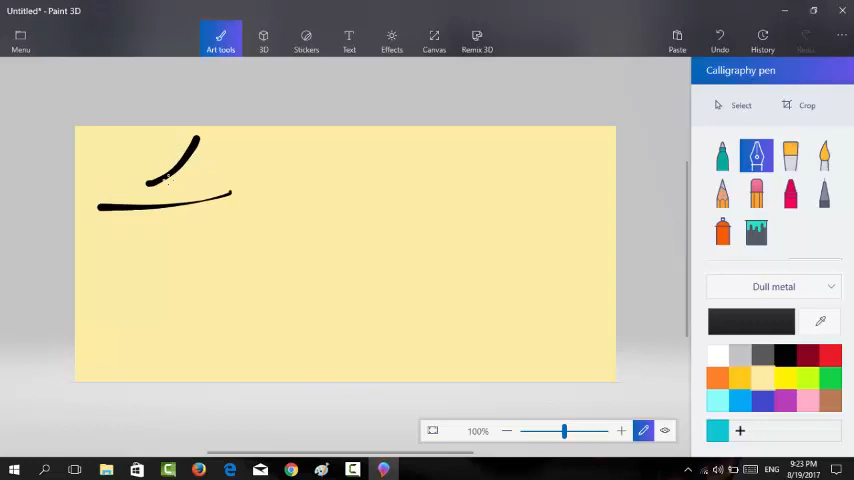 Untitled* - Paint 3D
Menu
Art tools
3D
Stickers
Text
Effects
Canvas
Remix 3D
Paste
Undo
History
Redo
Calligraphy pen
Select
Crop
Dull metal
100%
ENG
9:23 PM
8/19/2017